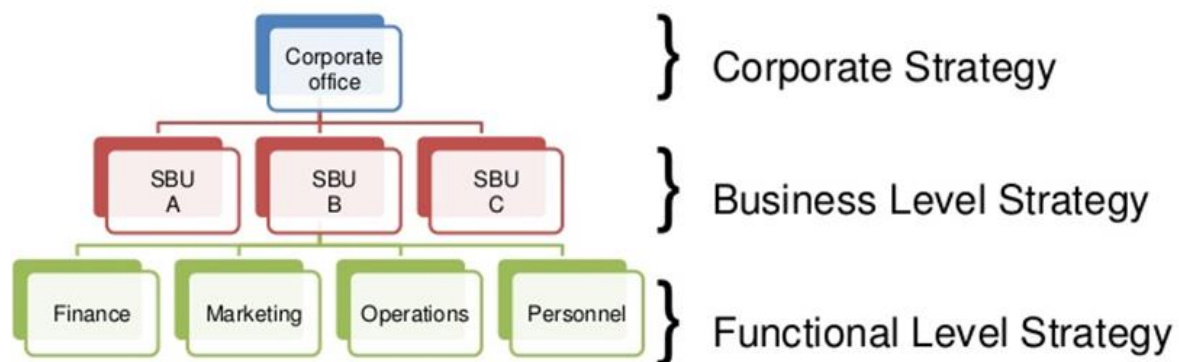 Corporate
office
Corporate Strategy
SBU
A
SBU
B
SBU
C
Business Level Strategy
Finance
Marketing
Operations
Personnel
Functional Level Strategy